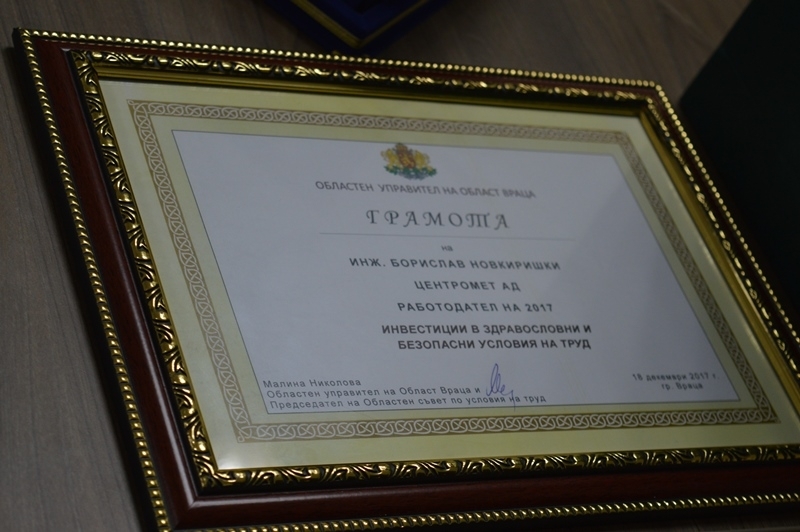 ОБЛАСТЕН УПРАВИТЕЛ НА ОБЛАСТ ВРАЦА
ГРАМОТА
на
ИНЖ. БОРИСЛАВ НОВКИРИШКИ
ЦЕНТРОМЕТ АД
РАБОТОДАТЕЛ НА 2017
ИНВЕСТИЦИИ В ЗДРАВОСЛОВНИ И
БЕЗОПАСНИ УСЛОВИЯ НА ТРУД
Малина Николова
Областен управител на Област Враца и
Председател на Областен съвет по условия на труд
18 декември 2017 г.
гр. Враца